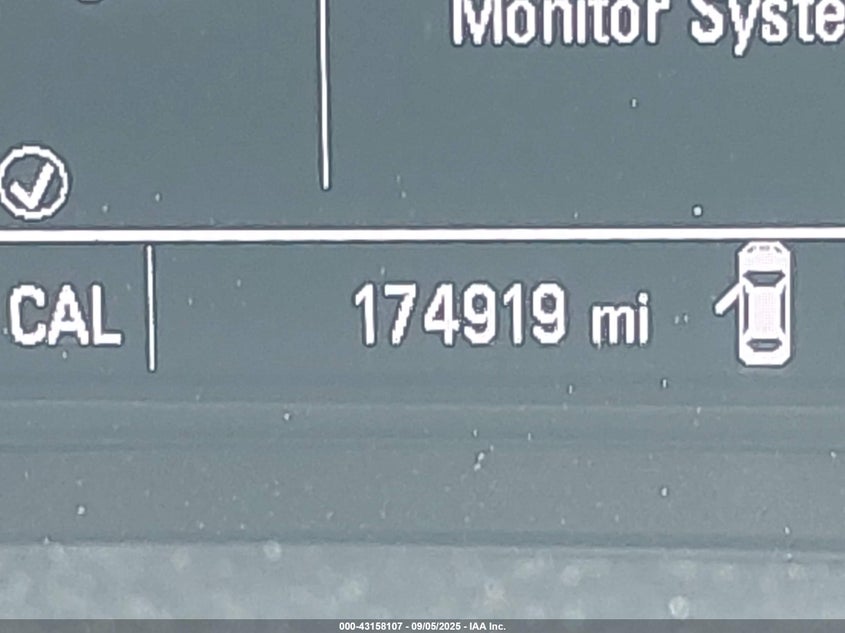 Monitor Syste
CAL
174919 mi
000-43158107 - 09/05/2025 - IAA Inc.